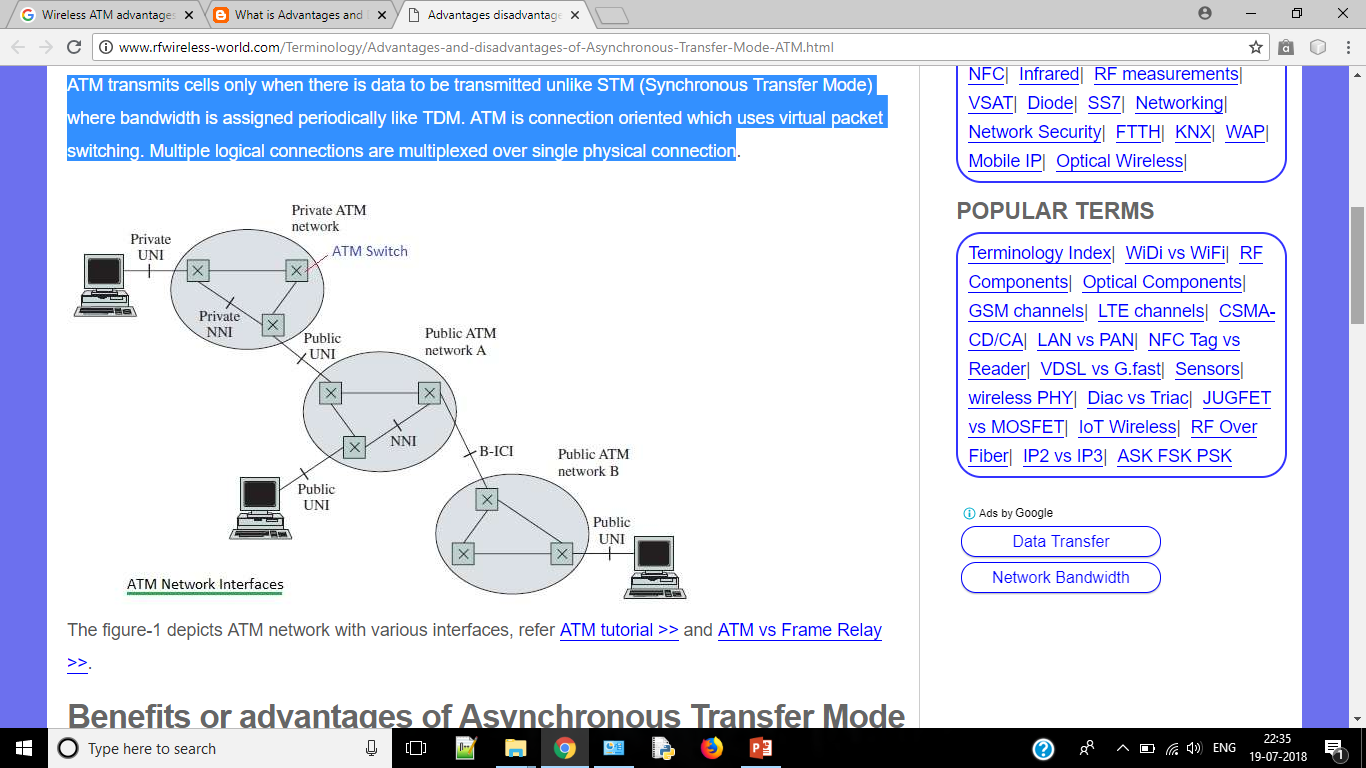 Wireless ATM advantages
What is Advantages and
Advantages disadvantag
www.rfwireless-world.com/Terminology/Advantages-and-disadvantages-of-Asynchronous-Transfer-Mode-ATM.html
ATM transmits cells only when there is data to be transmitted unlike STM (Synchronous Transfer Mode)
where bandwidth is assigned periodically like TDM. ATM is connection oriented which uses virtual packet
switching. Multiple logical connections are multiplexed over single physical connection.
Private ATM
network
ATM Switch
Private
UNI
Private
NNI
Public
UNI
Public ATM
network A
NNI
B-ICI
Public
UNI
Public ATM
network B
Public
UNI
ATM Network Interfaces
The figure-1 depicts ATM network with various interfaces, refer ATM tutorial >> and ATM vs Frame Relay
>>.
Benefits or advantages of Asynchronous Transfer Mode
NFC| Infrared| RF measurements|
VSAT| Diode| SS7| Networking|
Network Security| FTTH| KNX| WAP|
Mobile IP| Optical Wireless|
POPULAR TERMS
Terminology Index| WiDi vs WiFi| RF
Components| Optical Components|
GSM channels| LTE channels| CSMA-
CD/CA| LAN vs PAN| NFC Tag vs
Reader| VDSL vs G.fast| Sensors|
wireless PHY| Diac vs Triac| JUGFET
vs MOSFET| IoT Wireless| RF Over
Fiber| IP2 vs IP3| ASK FSK PSK
Ads by Google
Data Transfer
Network Bandwidth
Type here to search
ENG
22:35
19-07-2018
1